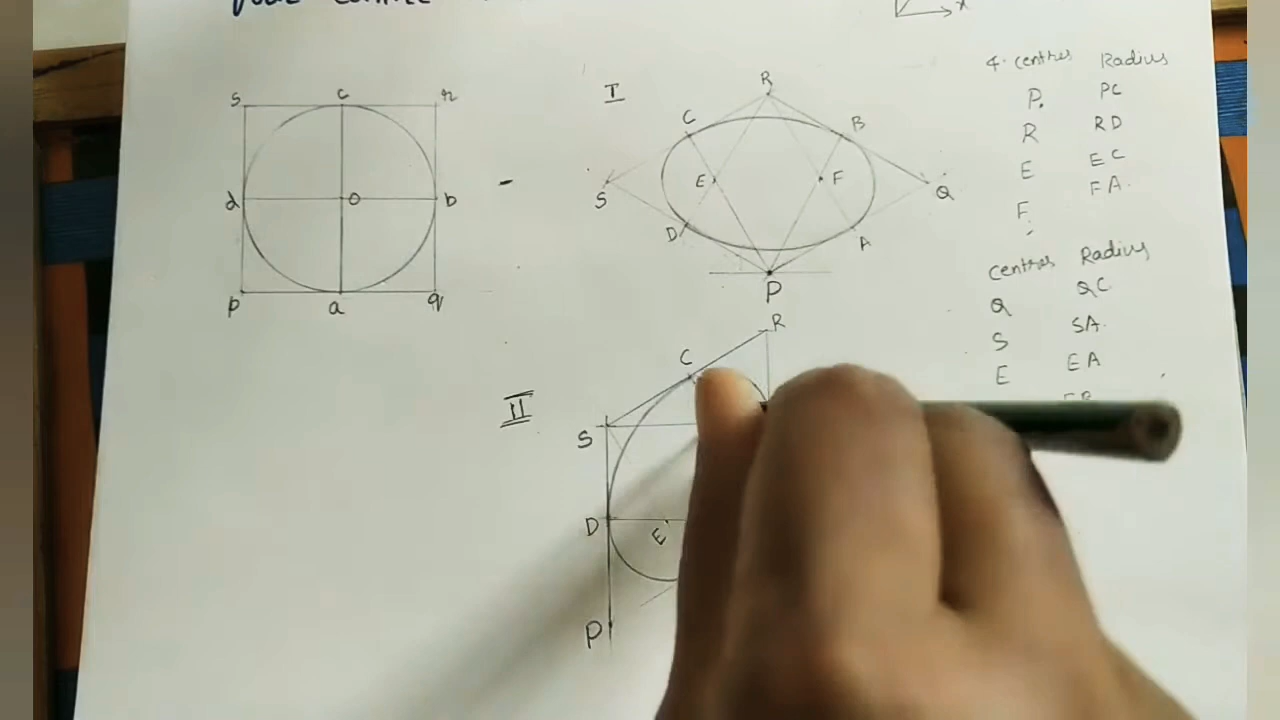 x
s c r
d o b
p a q
I
R
C B
S E F Q
D A
P
4. centres Radius
P. PC
R RD
E EC
F FA.
Centres Radius
Q QC
S SA.
E EA
II
R
C
S
D E
P